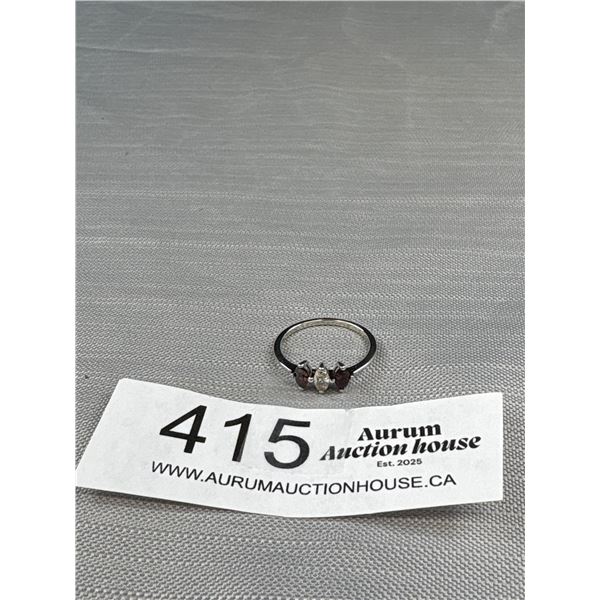 415
Aurum
Auction house
Est. 2025
WWW.AURUMAUCTIONHOUSE.CA